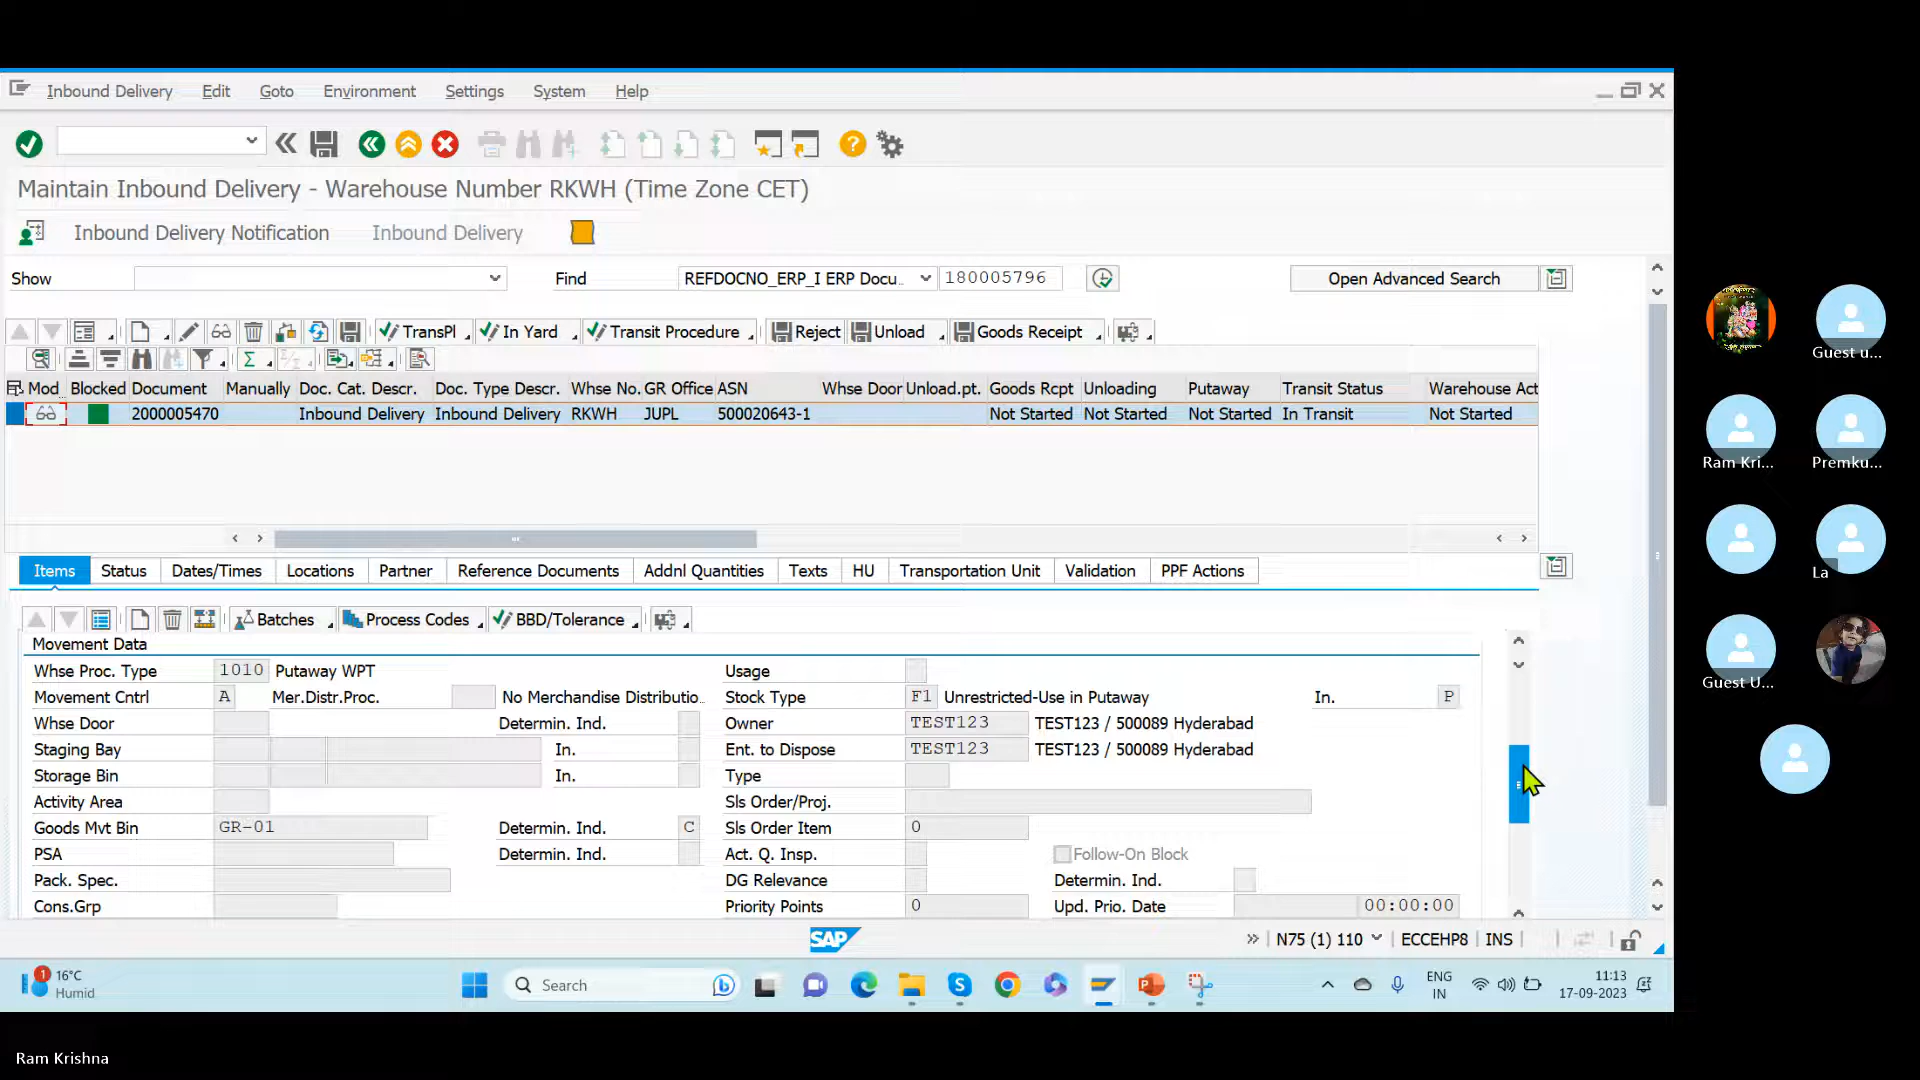 Inbound Delivery Edit Goto Environment Settings System Help
Maintain Inbound Delivery - Warehouse Number RKWH (Time Zone CET)
Inbound Delivery Notification Inbound Delivery
Show Find REFDOCNO_ERP_I ERP Docu.. 180005796 Open Advanced Search
TransPl In Yard Transit Procedure Reject Unload Goods Receipt
Mod Blocked Document Manually Doc. Cat. Descr. Doc. Type Descr. Whse No. GR Office ASN Whse Door Unload.pt. Goods Rcpt Unloading Putaway Transit Status Warehouse Act
2000005470 Inbound Delivery Inbound Delivery RKWH JUPL 500020643-1 Not Started Not Started Not Started In Transit Not Started
Items Status Dates/Times Locations Partner Reference Documents Addnl Quantities Texts HU Transportation Unit Validation PPF Actions
Batches Process Codes BBD/Tolerance
Movement Data
Whse Proc. Type 1010 Putaway WPT Usage
Movement Cntrl A Mer.Distr.Proc. No Merchandise Distributio.. Stock Type F1 Unrestricted-Use in Putaway In. P
Whse Door Determin. Ind. Owner TEST123 TEST123 / 500089 Hyderabad
Staging Bay In. Ent. to Dispose TEST123 TEST123 / 500089 Hyderabad
Storage Bin In. Type
Activity Area Sls Order/Proj.
Goods Mvt Bin GR-01 Determin. Ind. C Sls Order Item 0
PSA Determin. Ind. Act. Q. Insp. Follow-On Block
Pack. Spec. DG Relevance Determin. Ind.
Cons.Grp Priority Points 0 Upd. Prio. Date 00:00:00
SAP N75 (1) 110 ECCEHP8 INS
1 16°C
Humid
Search
ENG
IN
11:13
17-09-2023
Guest u...
Ram Kri...
Premku...
La
Guest U...
Ram Krishna